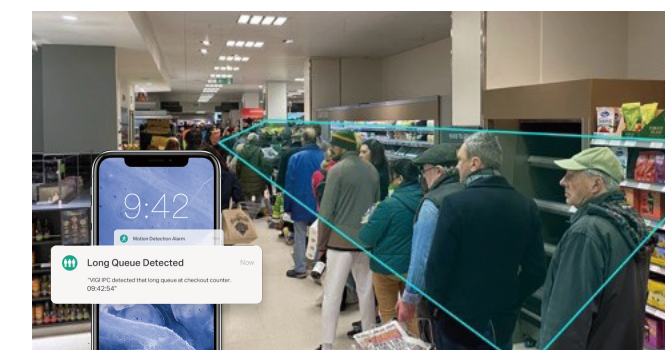 9:42
Motion Detection Alarm
Long Queue Detected
Now
"VIGI IPC detected that long queue at checkout counter.
09:42:54"